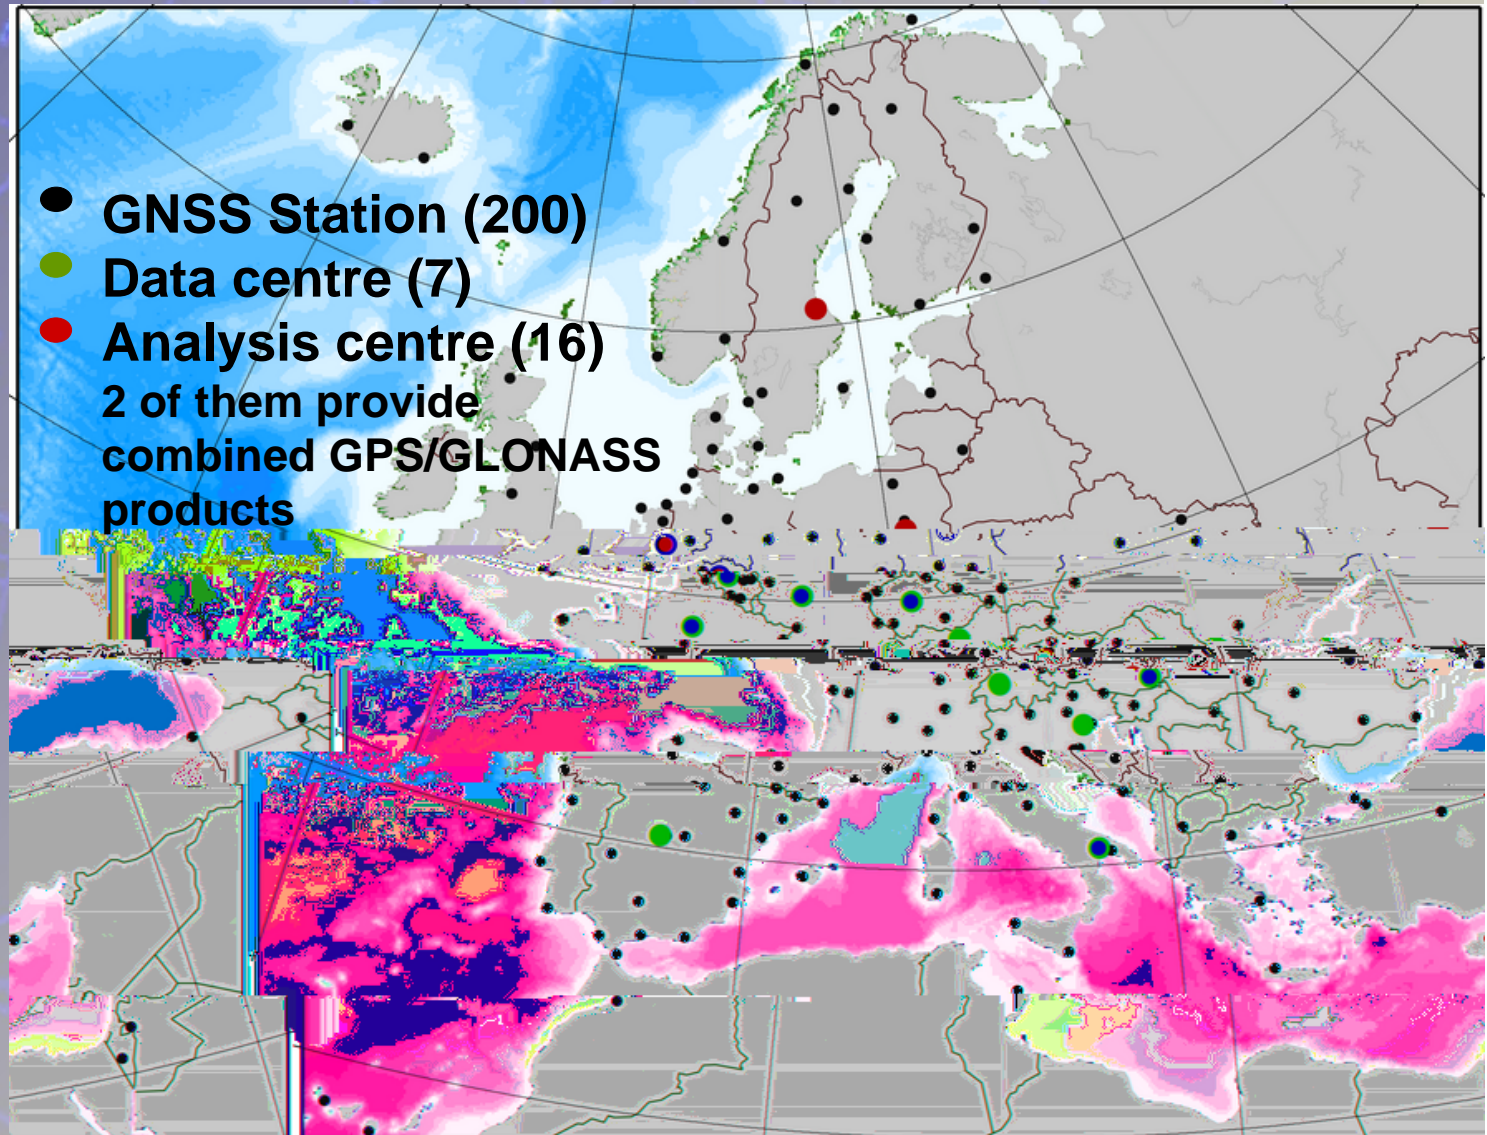 GNSS Station (200)
Data centre (7)
Analysis centre (16)
2 of them provide
combined GPS/GLONASS
products